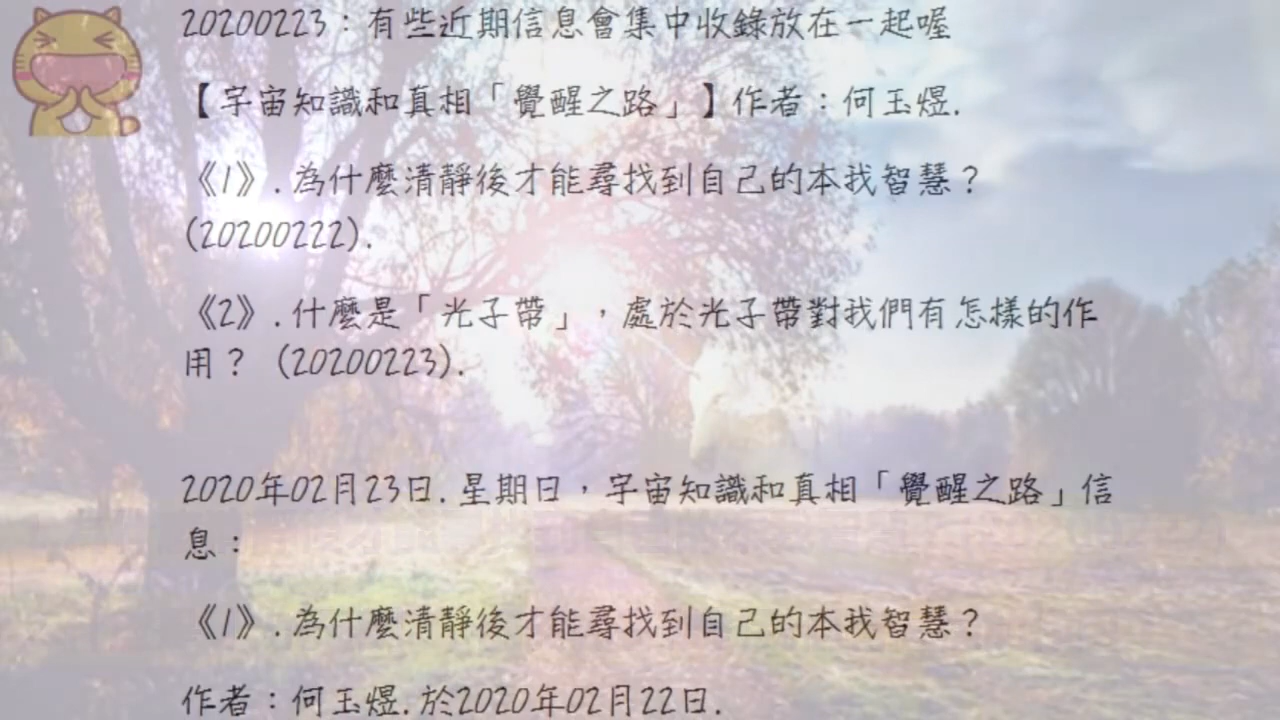 20200223：有些近期信息會集中收錄放在一起喔
【宇宙知識和真相「覺醒之路」】作者：何玉煜.
《1》.為什麼清靜後才能尋找到自己的本我智慧？
(20200222).
《2》.什麼是「光子帶」，處於光子帶對我們有怎樣的作
用？ (20200223).
2020年02月23日.星期日，宇宙知識和真相「覺醒之路」信
息：
《1》.為什麼清靜後才能尋找到自己的本我智慧？
作者：何玉煜.於2020年02月22日.